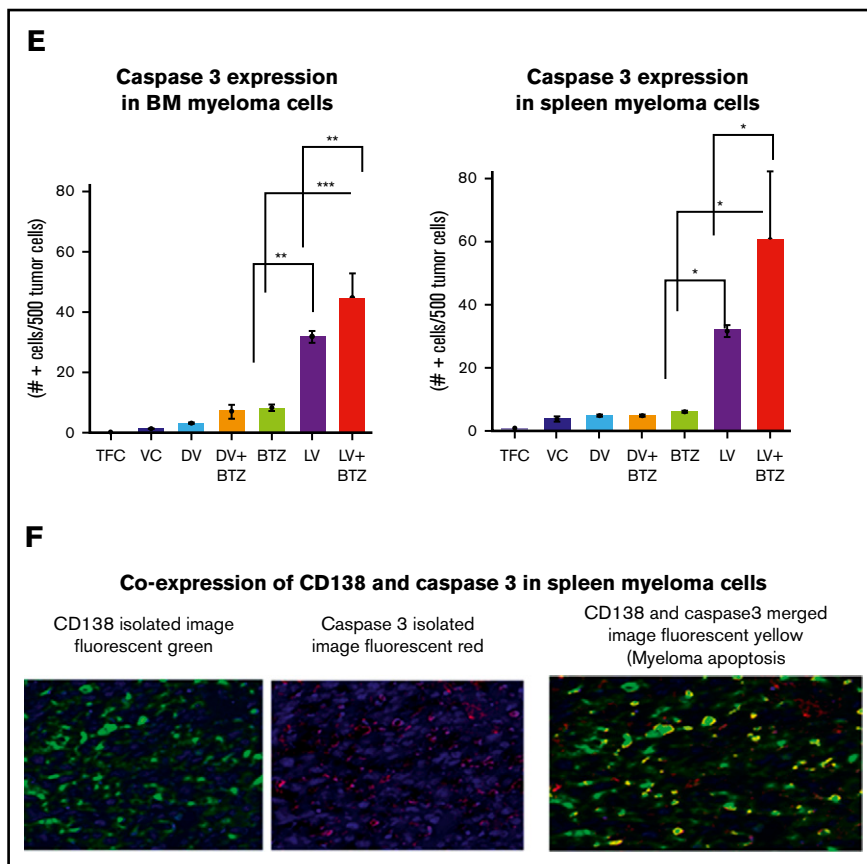 E
Caspase 3 expression
in BM myeloma cells
(# + cells/500 tumor cells)
80
60
40
20
0
**
***
**
TFC VC DV DV+ BTZ LV LV+
BTZ BTZ
Caspase 3 expression
in spleen myeloma cells
(# + cells/500 tumor cells)
80
60
40
20
0
*
*
*
TFC VC DV DV+ BTZ LV LV+
BTZ BTZ
F
Co-expression of CD138 and caspase 3 in spleen myeloma cells
CD138 isolated image
fluorescent green
Caspase 3 isolated
image fluorescent red
CD138 and caspase3 merged
image fluorescent yellow
(Myeloma apoptosis